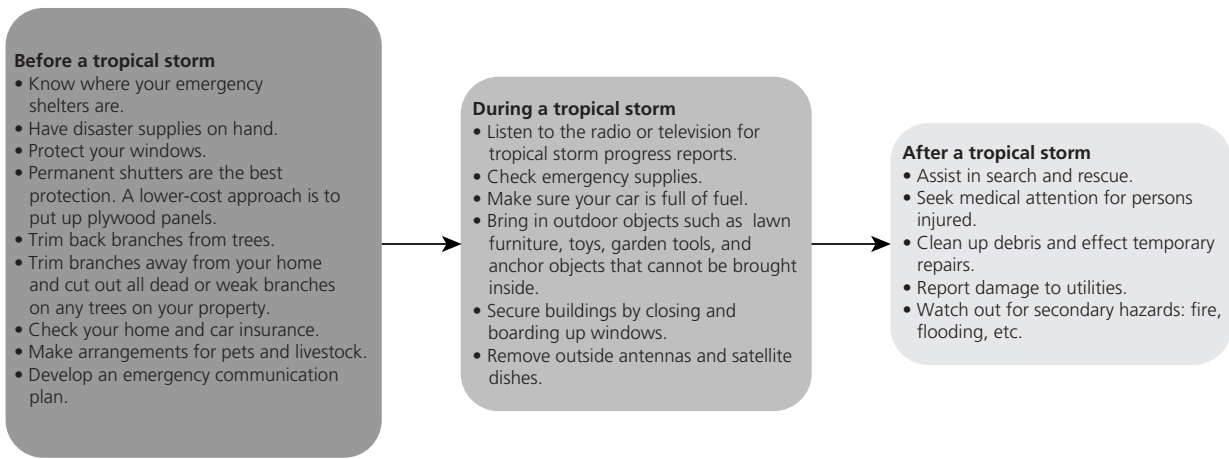 Before a tropical storm
• Know where your emergency
shelters are.
• Have disaster supplies on hand.
• Protect your windows.
• Permanent shutters are the best
protection. A lower-cost approach is to
put up plywood panels.
• Trim back branches from trees.
• Trim branches away from your home
and cut out all dead or weak branches
on any trees on your property.
• Check your home and car insurance.
• Make arrangements for pets and livestock.
• Develop an emergency communication
plan.
During a tropical storm
• Listen to the radio or television for
tropical storm progress reports.
• Check emergency supplies.
• Make sure your car is full of fuel.
• Bring in outdoor objects such as lawn
furniture, toys, garden tools, and
anchor objects that cannot be brought
inside.
• Secure buildings by closing and
boarding up windows.
• Remove outside antennas and satellite
dishes.
After a tropical storm
• Assist in search and rescue.
• Seek medical attention for persons
injured.
• Clean up debris and effect temporary
repairs.
• Report damage to utilities.
• Watch out for secondary hazards: fire,
flooding, etc.